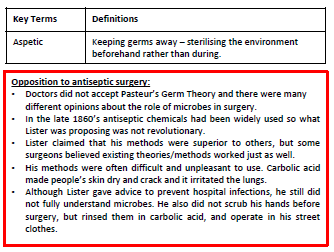 Key Terms Definitions
Aspetic Keeping germs away – sterilising the environment
beforehand rather than during.
Opposition to antiseptic surgery:
• Doctors did not accept Pasteur's Germ Theory and there were many
different opinions about the role of microbes in surgery.
• In the late 1860's antiseptic chemicals had been widely used so what
Lister was proposing was not revolutionary.
• Lister claimed that his methods were superior to others, but some
surgeons believed existing theories/methods worked just as well.
• His methods were often difficult and unpleasant to use. Carbolic acid
made people's skin dry and crack and it irritated the lungs.
• Although Lister gave advice to prevent hospital infections, he still did
not fully understand microbes. He also did not scrub his hands before
surgery, but rinsed them in carbolic acid, and operate in his street
clothes.